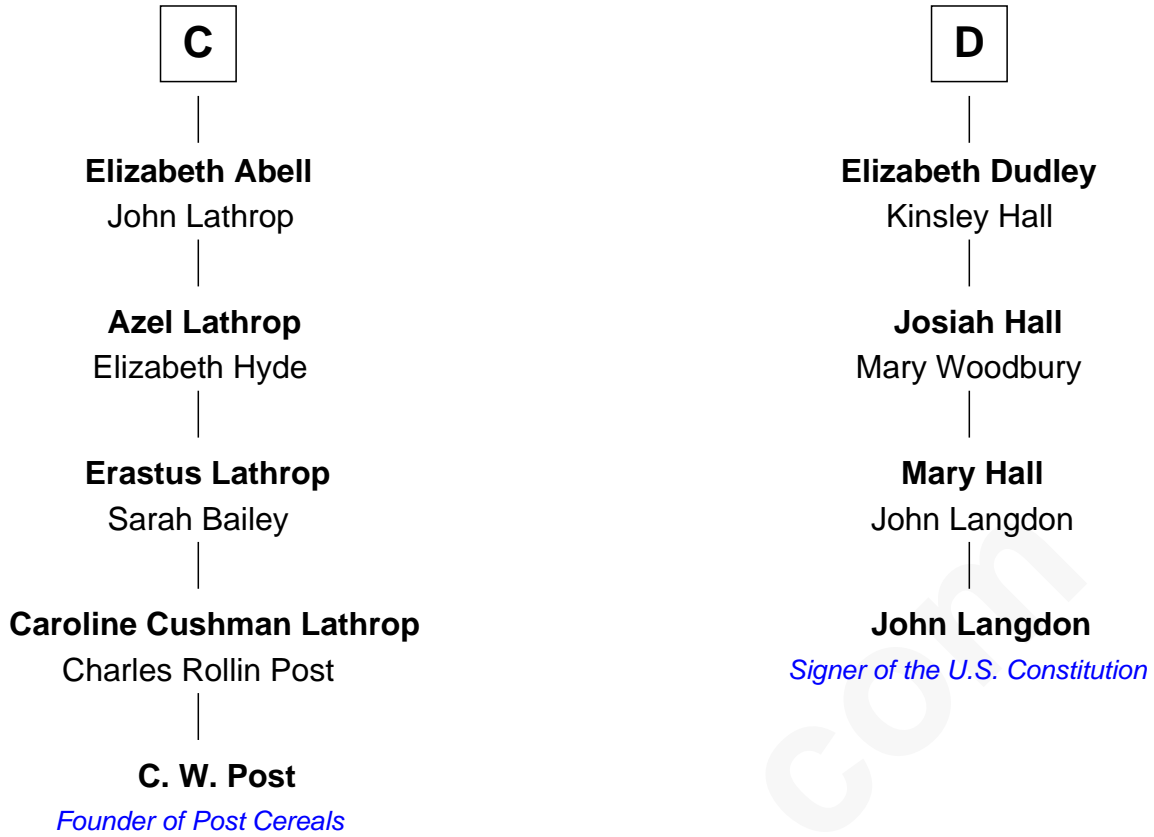 C
Elizabeth Abell
John Lathrop
Azel Lathrop
Elizabeth Hyde
Erastus Lathrop
Sarah Bailey
Caroline Cushman Lathrop
Charles Rollin Post
C. W. Post
Founder of Post Cereals
D
Elizabeth Dudley
Kinsley Hall
Josiah Hall
Mary Woodbury
Mary Hall
John Langdon
John Langdon
Signer of the U.S. Constitution
com